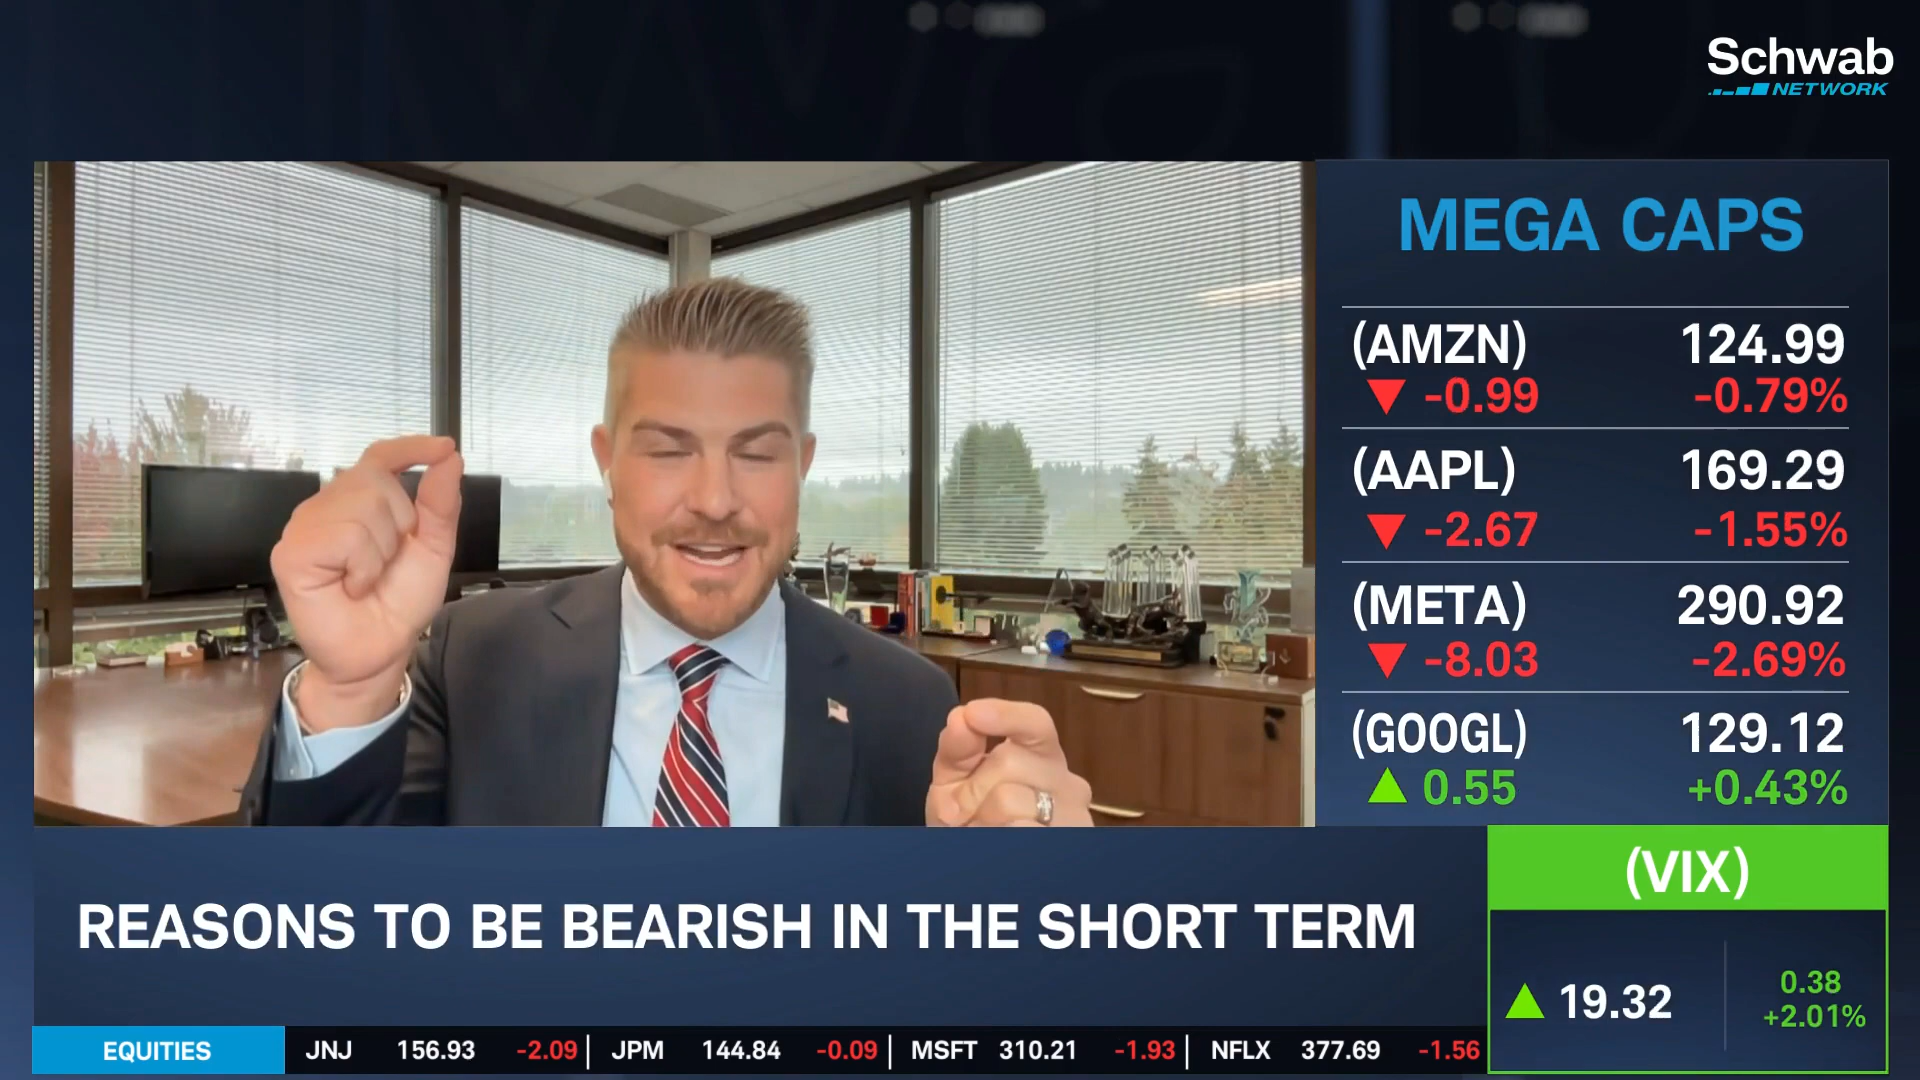 Schwab
NETWORK
MEGA CAPS
(AMZN) 124.99
▼ -0.99 -0.79%
(AAPL) 169.29
▼ -2.67 -1.55%
(META) 290.92
▼ -8.03 -2.69%
(GOOGL) 129.12
▲ 0.55 +0.43%
REASONS TO BE BEARISH IN THE SHORT TERM
(VIX)
▲ 19.32
0.38
+2.01%
EQUITIES JNJ 156.93 -2.09 | JPM 144.84 -0.09 | MSFT 310.21 -1.93 | NFLX 377.69 -1.56